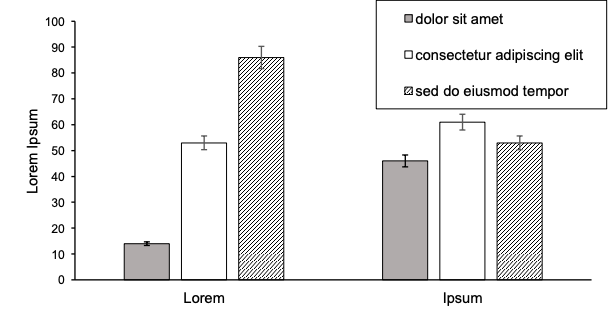 dolor sit amet
consectetur adipiscing elit
sed do eiusmod tempor
Lorem Ipsum
100
90
80
70
60
50
40
30
20
10
0
Lorem
Ipsum